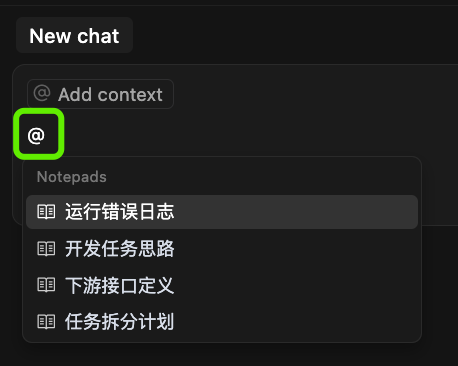 New chat
@ Add context
@
Notepads
运行错误日志
开发任务思路
下游接口定义
任务拆分计划